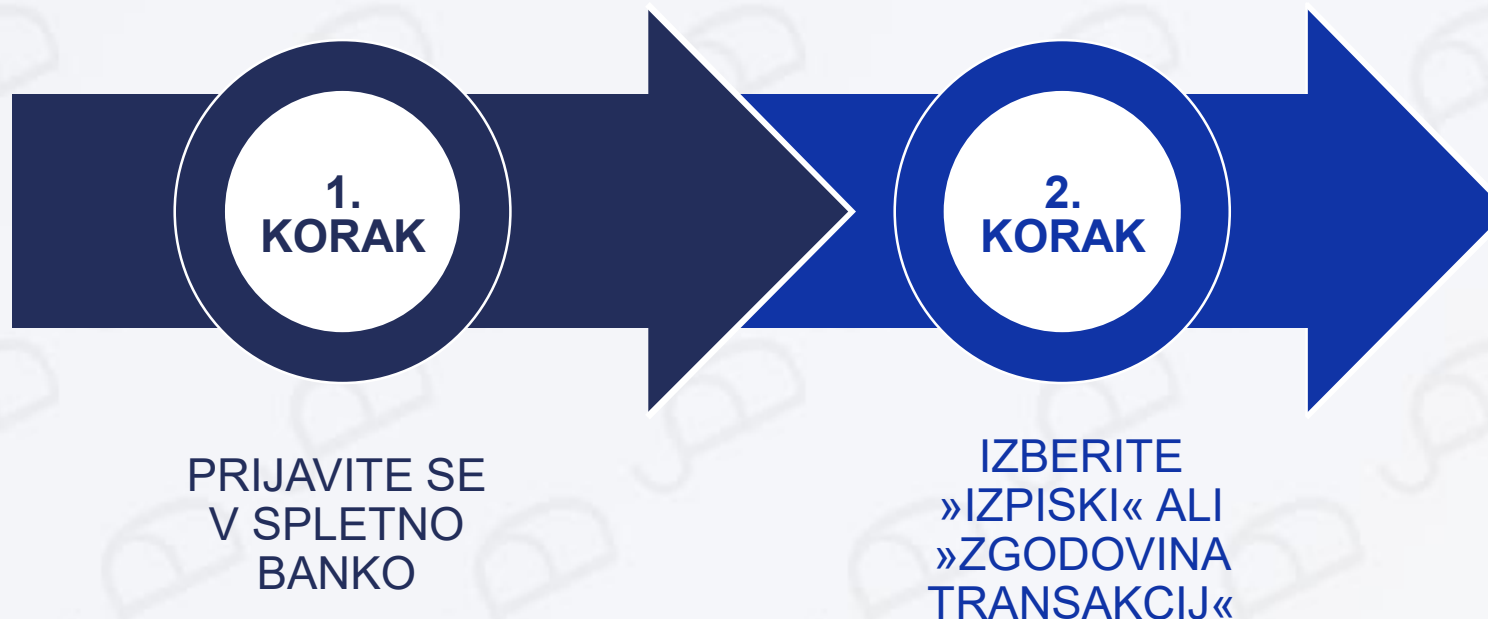 1.
KORAK
PRIJAVITE SE
V SPLETNO
BANKO
2.
KORAK
IZBERITE
»IZPISKI« ALI
»ZGODOVINA
TRANSAKCIJ«